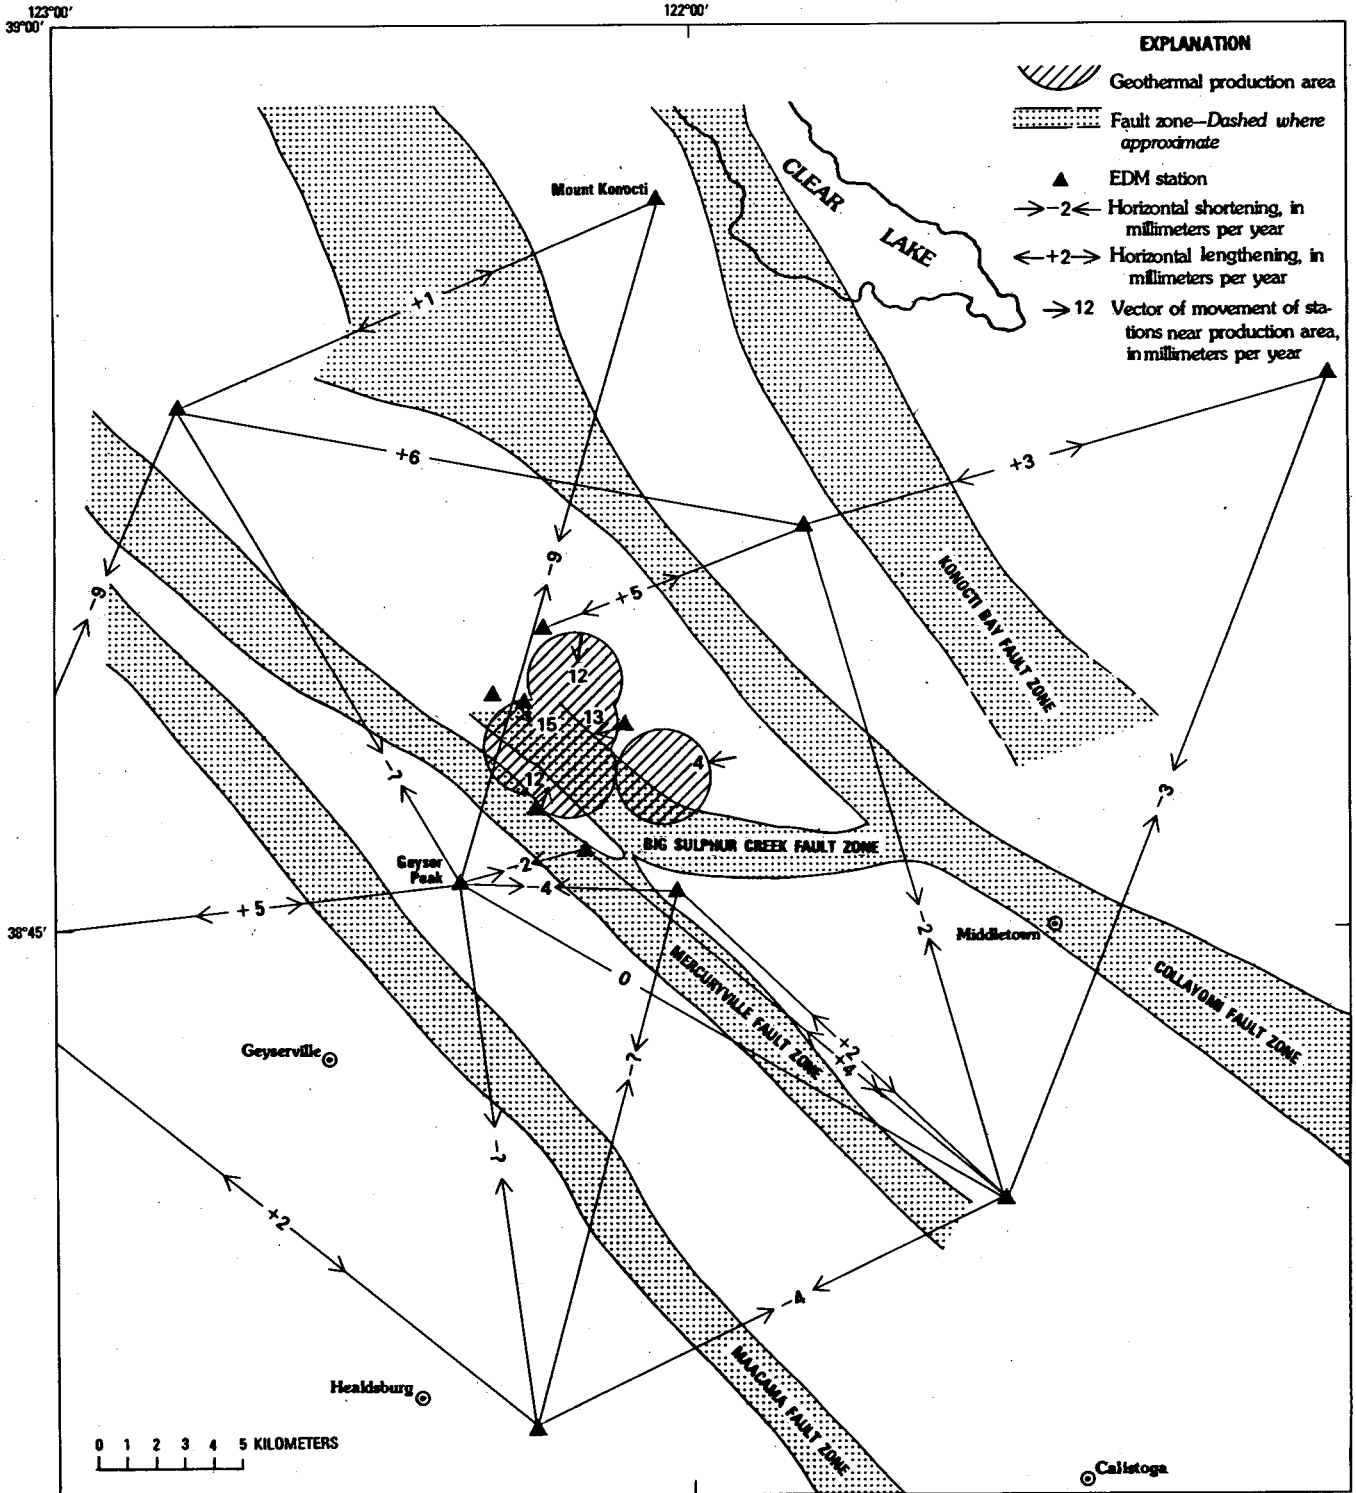 123°00'
122°00'
39°00'
EXPLANATION
Geothermal production area
Fault zone—Dashed where
approximate
EDM station
-2
Horizontal shortening, in
millimeters per year
+2
Horizontal lengthening, in
millimeters per year
12
Vector of movement of sta-
tions near production area,
in millimeters per year
CLEAR
LAKE
Mount Konocti
+1
+6
+3
-9
-9
+5
KONOCTI BAY FAULT ZONE
12
15
13
4
12
-?
-3
BIG SULPHUR CREEK FAULT ZONE
Geyser
Peak
-2
-4
+5
38°45'
0
-2
Middletown
MERCURYVILLE FAULT ZONE
COLLAYOMI FAULT ZONE
Geyserville
+2
+4
-?
-?
+2
-4
MAACAMA FAULT ZONE
Healdsburg
0 1 2 3 4 5 KILOMETERS
Calistoga